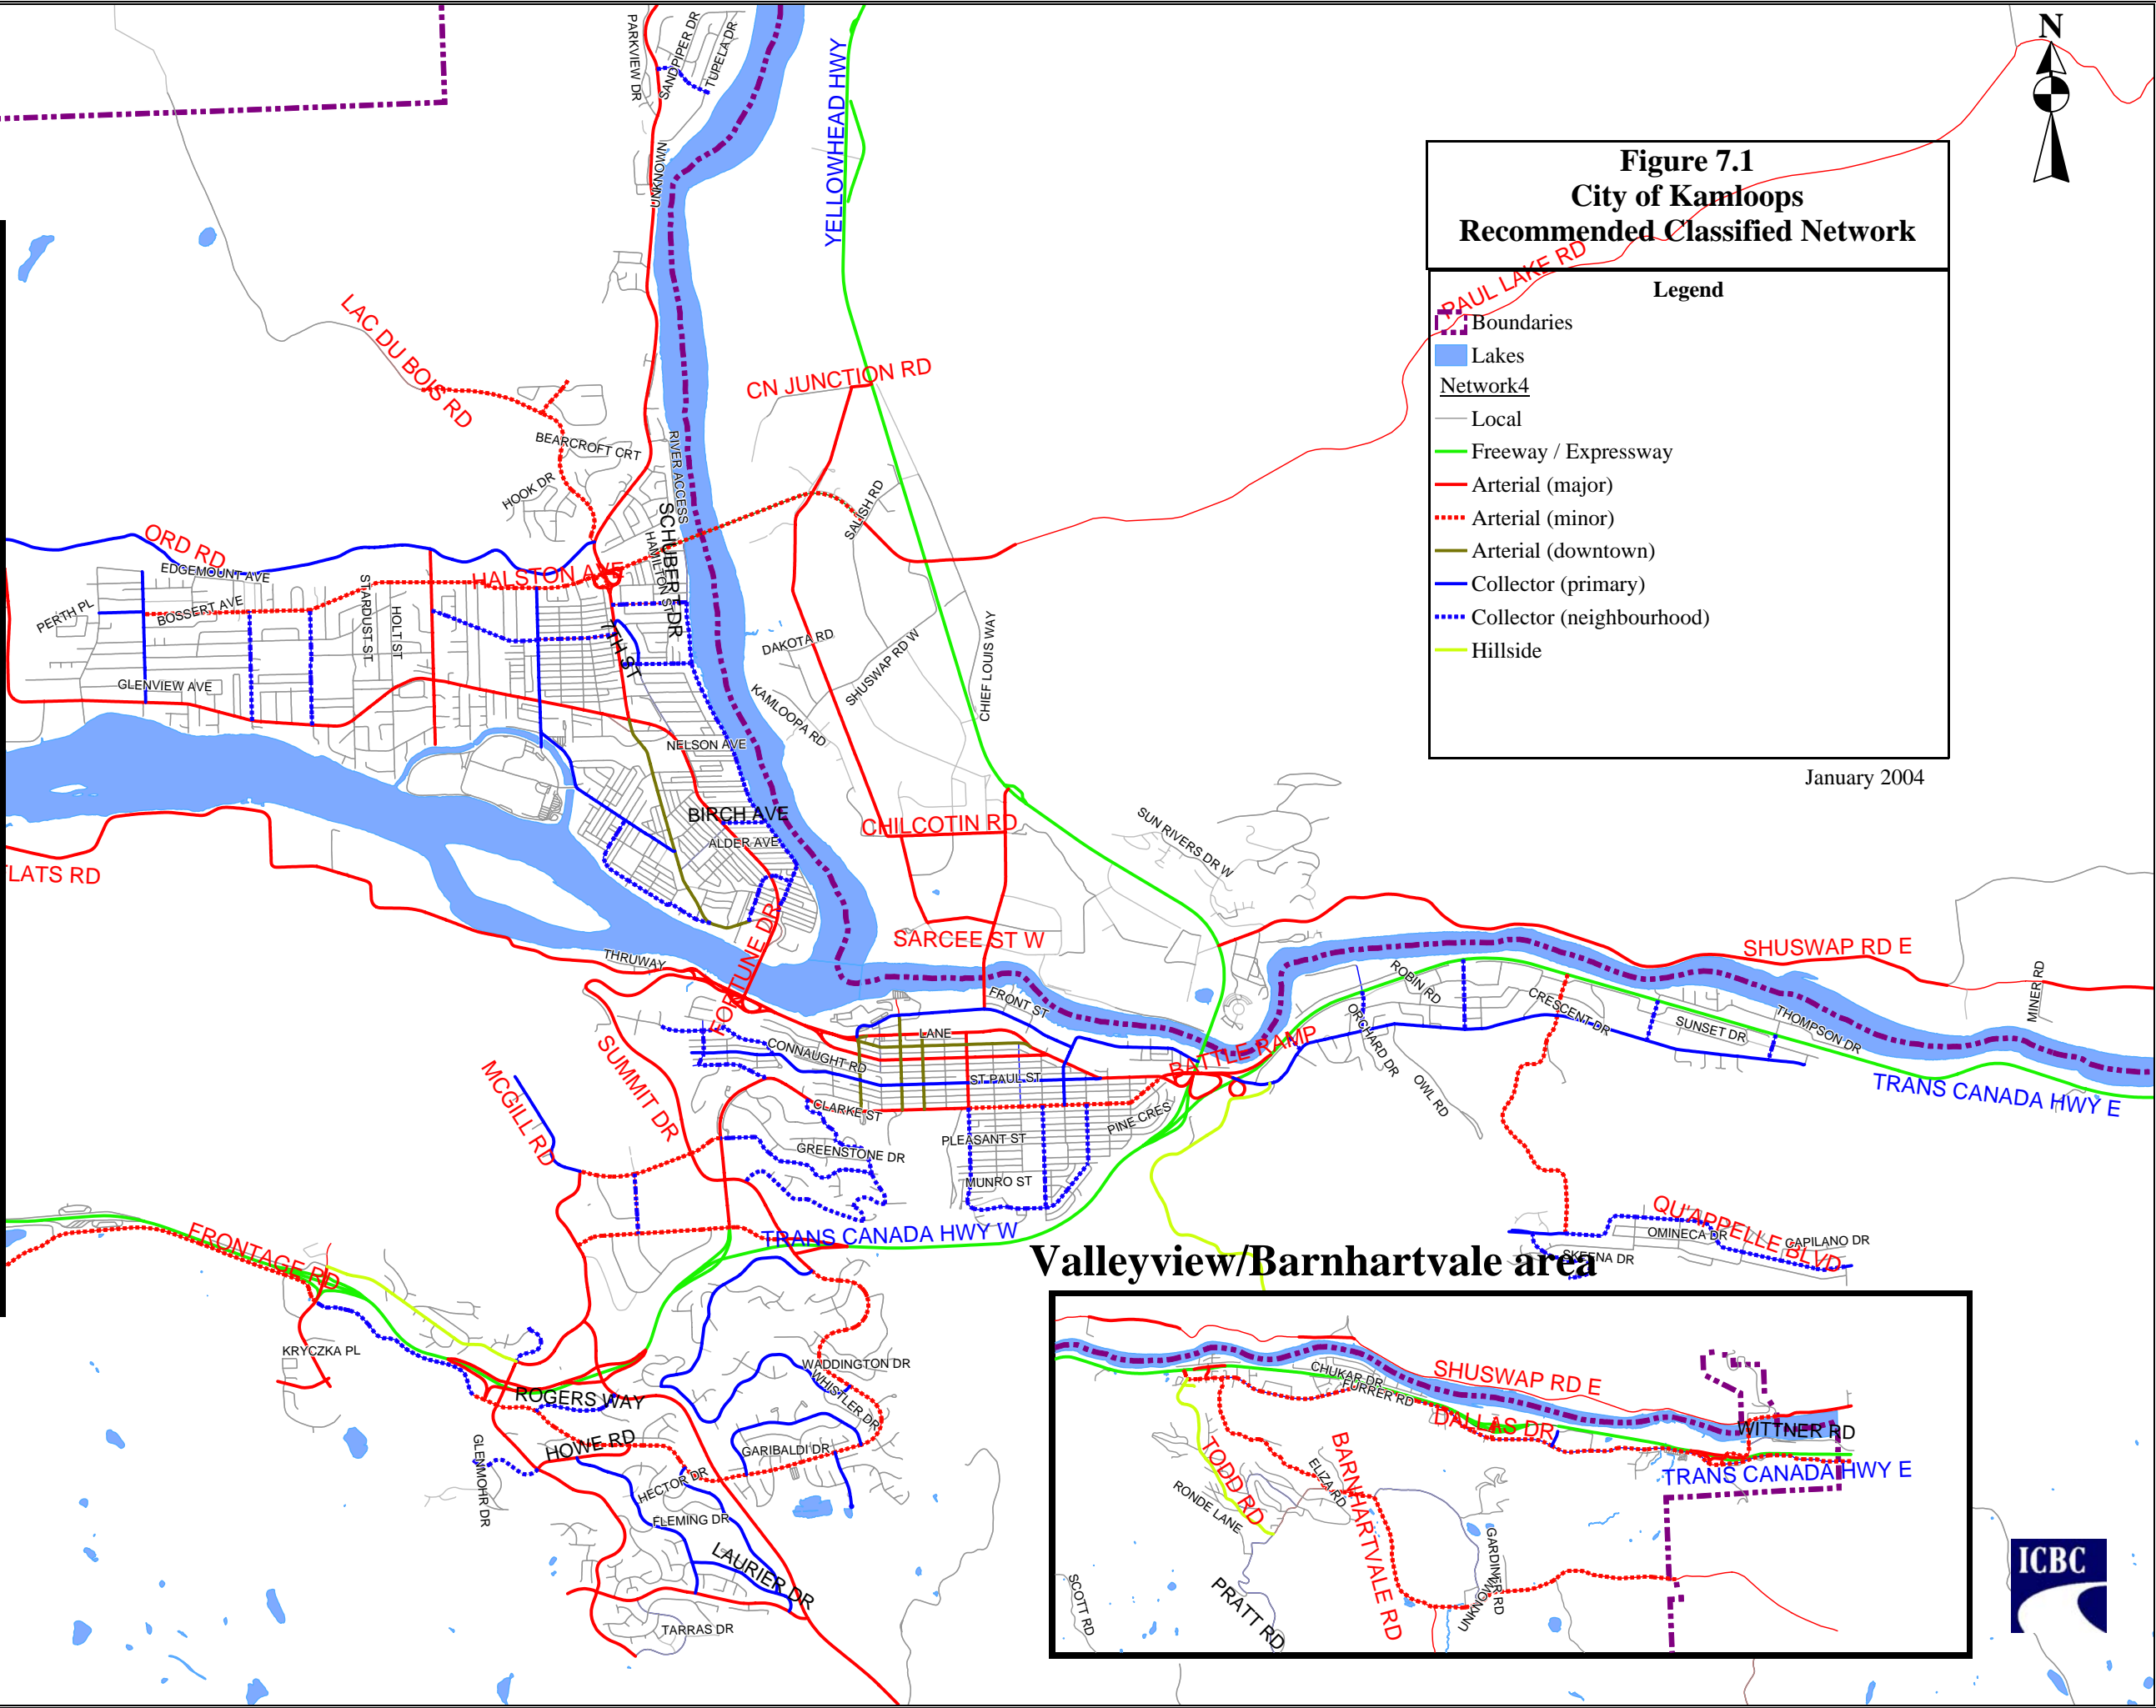 N
Figure 7.1
City of Kamloops
Recommended Classified Network
Legend
Boundaries
Lakes
Network4
Local
Freeway / Expressway
Arterial (major)
Arterial (minor)
Arterial (downtown)
Collector (primary)
Collector (neighbourhood)
Hillside
January 2004
PARKVIEW DR
SANDPIPER DR
TUPELA DR
YELLOWHEAD HWY
UNKNOWN
PAUL LAKE RD
LAC DU BOIS RD
CN JUNCTION RD
BEARCROFT CRT
RIVER ACCESS
HOOK DR
SALISH RD
SCHUBERT DR
HAMILTON ST
ORD RD
EDGEMOUNT AVE
HALSTON AVE
PERTH PL
BOSSERT AVE
STARDUST ST
HOLT ST
7TH ST
DAKOTA RD
SHUSWAP RD W
CHIEF LOUIS WAY
GLENVIEW AVE
KAMLOOPA RD
NELSON AVE
BIRCH AVE
ALDER AVE
CHILCOTIN RD
SUN RIVERS DR W
LATS RD
FORTUNE DR
SARCEE ST W
SHUSWAP RD E
THRUWAY
ROBIN RD
FRONT ST
CRESCENT DR
MINER RD
LANE
ORCHARD DR
SUNSET DR
THOMPSON DR
CONNAUGHT RD
BATTLE RAMP
SUMMIT DR
ST PAUL ST
OWL RD
TRANS CANADA HWY E
MCGILL RD
CLARKE ST
PINE CRES
PLEASANT ST
GREENSTONE DR
MUNRO ST
QU'APPELLE BLVD
OMINECA DR
CAPILANO DR
SKEENA DR
TRANS CANADA HWY W
FRONTAGE RD
Valleyview/Barnhartvale area
KRYCZKA PL
WADDINGTON DR
WHISTLER DR
ROGERS WAY
HOWE RD
GARIBALDI DR
GLENMOHR DR
HECTOR DR
FLEMING DR
LAURIER DR
TARRAS DR
CHUKAR DR
FURRER RD
SHUSWAP RD E
DALLAS DR
WITTNER RD
TRANS CANADA HWY E
TODD RD
ELIZA RD
BARNHARTVALE RD
RONDE LANE
GARDINER RD
UNKNOWN
SCOTT RD
PRATT RD
ICBC